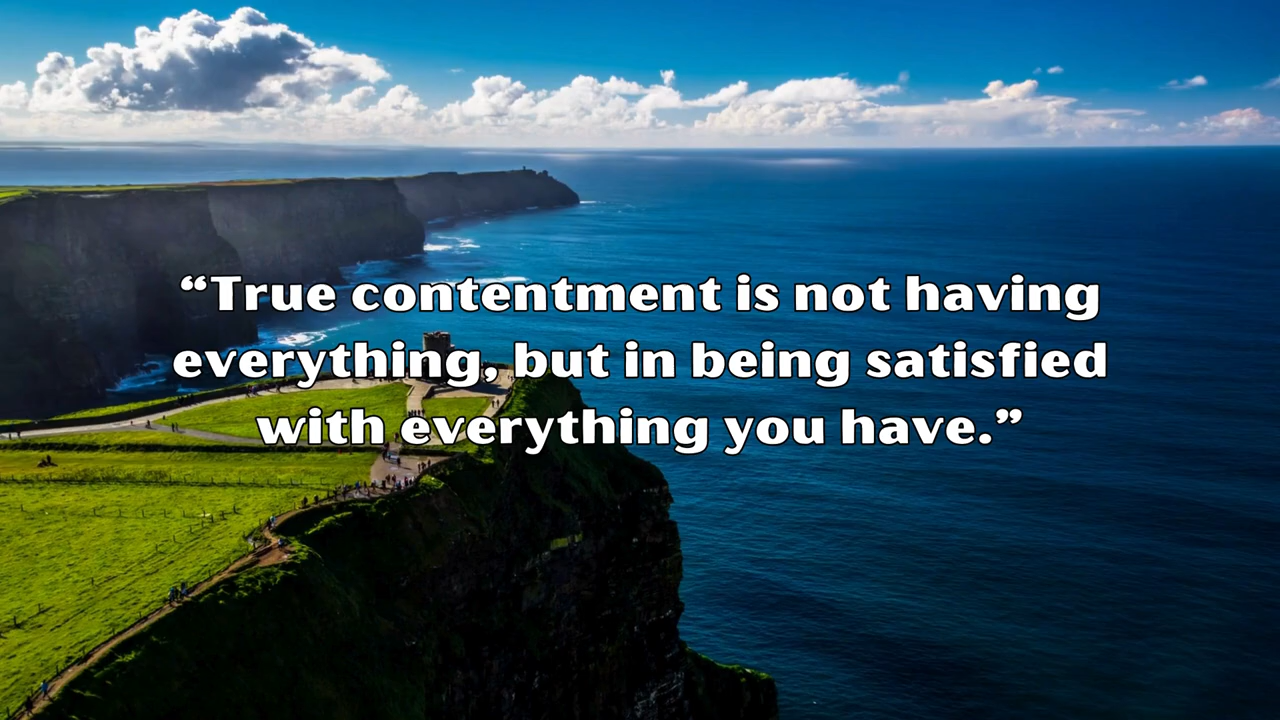 “True contentment is not having
everything, but in being satisfied
with everything you have.”